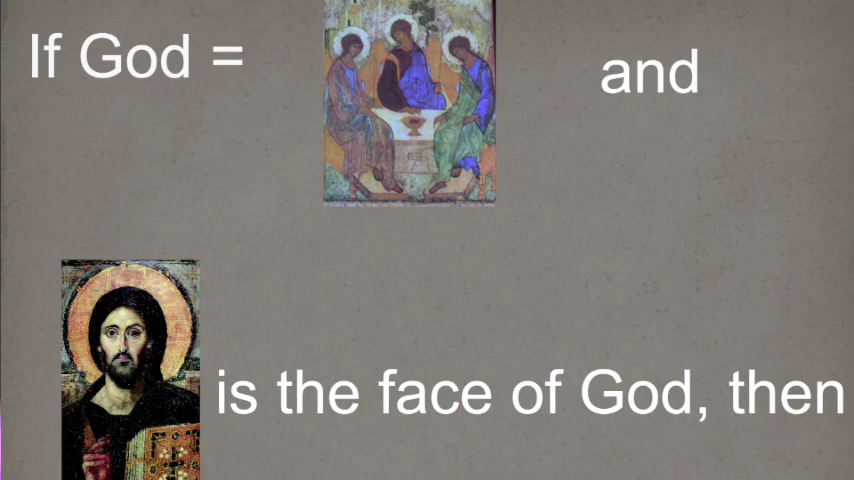 If God =
and
is the face of God, then